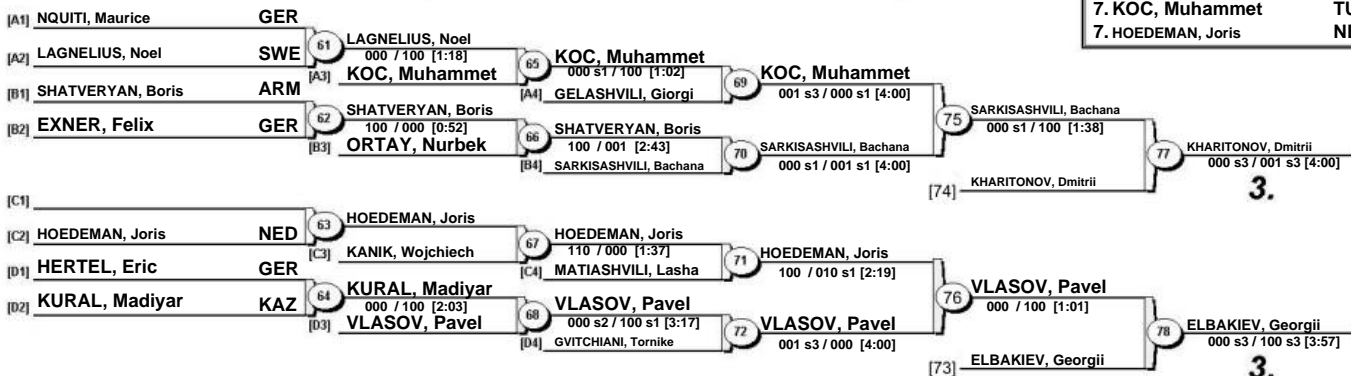 7. KOC, Muhammet TU
7. HOEDEMAN, Joris
[A1] NQUITI, Maurice GER
61 LAGNELIUS, Noel
000 / 100 [1:18]
[A2] LAGNELIUS, Noel SWE
[A3] KOC, Muhammet
65 KOC, Muhammet
000 s1 / 100 [1:02]
[A4] GELASHVILI, Giorgi
69 KOC, Muhammet
001 s3 / 000 s1 [4:00]
[B1] SHATVERYAN, Boris ARM
62 SHATVERYAN, Boris
100 / 000 [0:52]
[B2] EXNER, Felix GER
[B3] ORTAY, Nurbek
66 SHATVERYAN, Boris
100 / 001 [2:43]
[B4] SARKISASHVILI, Bachana
70 SARKISASHVILI, Bachana
000 s1 / 001 s1 [4:00]
75 SARKISASHVILI, Bachana
000 s1 / 100 [1:38]
[74] KHARITONOV, Dmitrii
77 KHARITONOV, Dmitrii
000 s3 / 001 s3 [4:00]
3.
[C1]
63 HOEDEMAN, Joris
[C2] HOEDEMAN, Joris NED
[C3] KANIK, Wojchiech
67 HOEDEMAN, Joris
110 / 000 [1:37]
[C4] MATIASHVILI, Lasha
71 HOEDEMAN, Joris
100 / 010 s1 [2:19]
[D1] HERTEL, Eric GER
64 KURAL, Madiyar
000 / 100 [2:03]
[D2] KURAL, Madiyar KAZ
[D3] VLASOV, Pavel
68 VLASOV, Pavel
000 s2 / 100 s1 [3:17]
[D4] GVITCHIANI, Tornike
72 VLASOV, Pavel
001 s3 / 000 [4:00]
76 VLASOV, Pavel
000 / 100 [1:01]
[73] ELBAKIEV, Georgii
78 ELBAKIEV, Georgii
000 s3 / 100 s3 [3:57]
3.